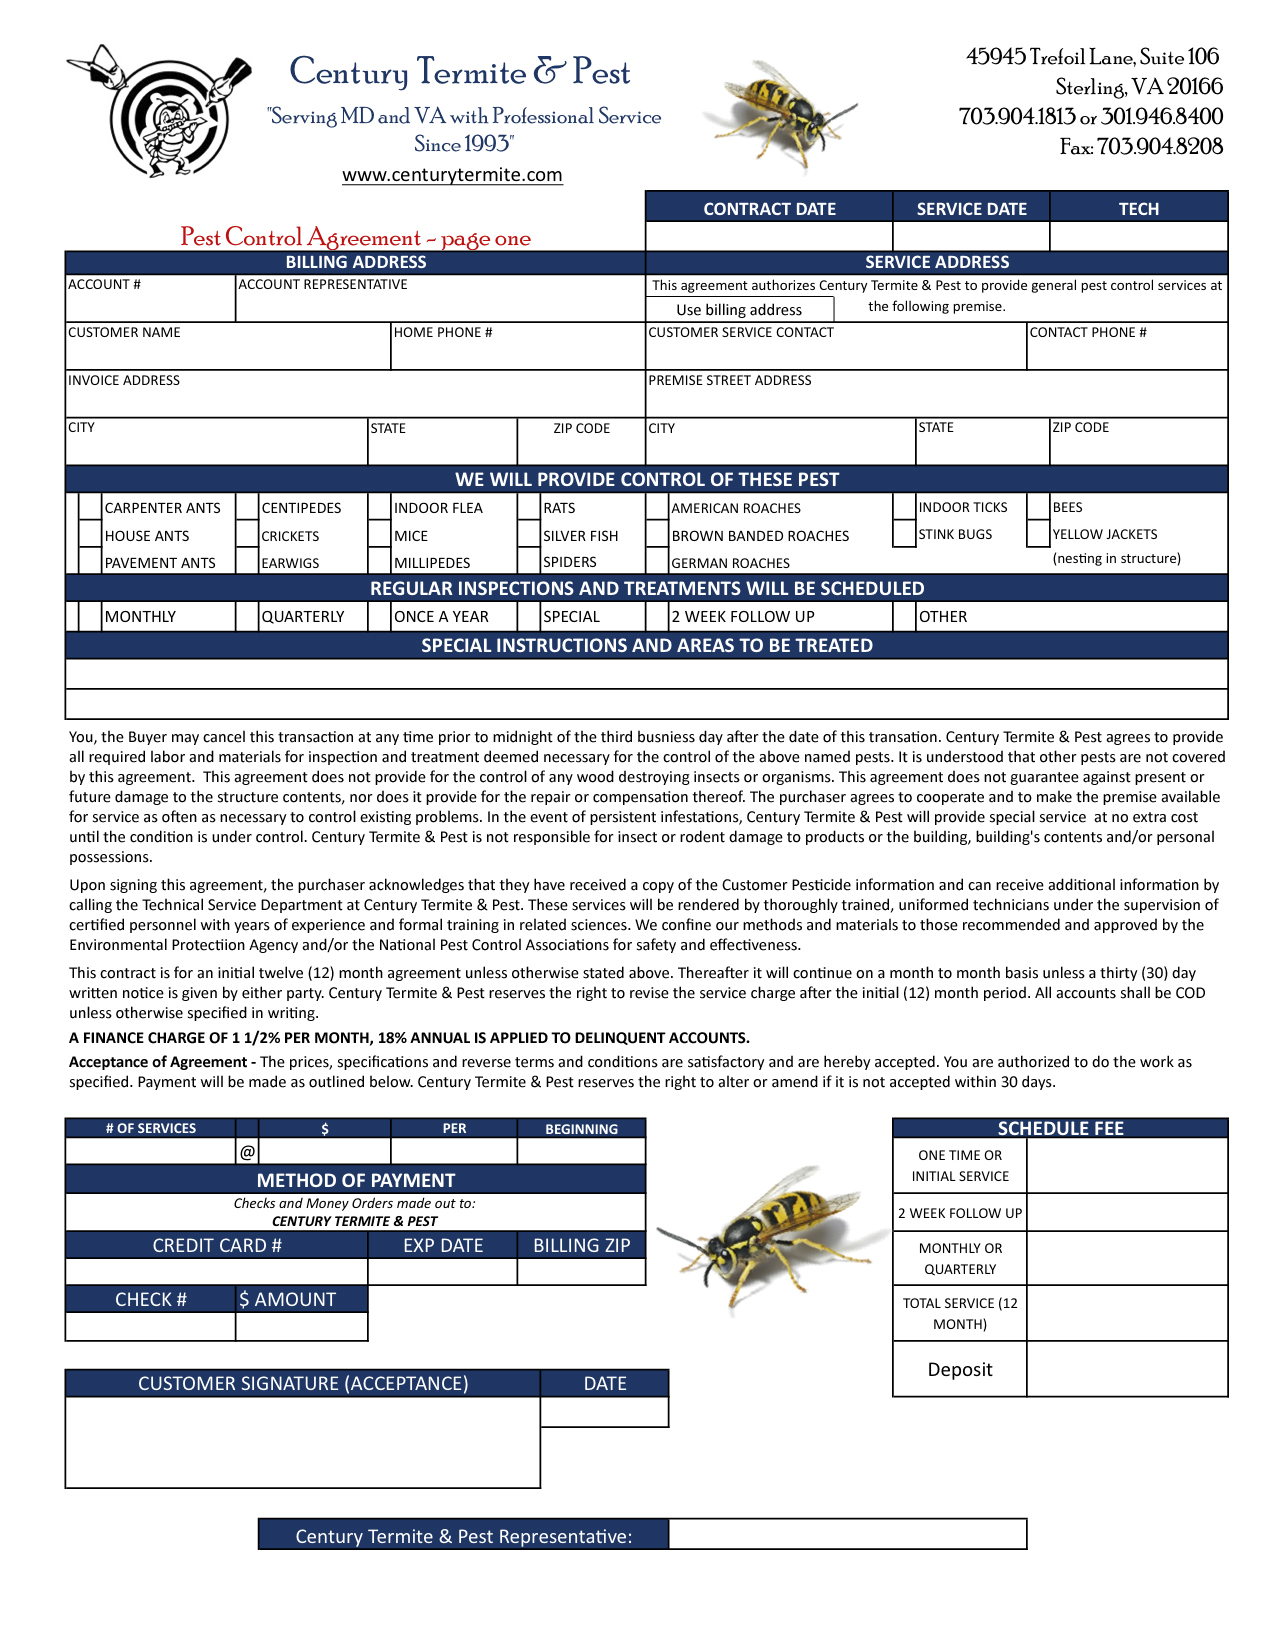 Century Termite & Pest
"Serving MD and VA with Professional Service
Since 1993"
www.centurytermite.com
45945 Trefoil Lane, Suite 106
Sterling, VA 20166
703.904.1813 or 301.946.8400
Fax: 703.904.8208
CONTRACT DATE SERVICE DATE TECH
Pest Control Agreement ~ page one
BILLING ADDRESS SERVICE ADDRESS
ACCOUNT # ACCOUNT REPRESENTATIVE This agreement authorizes Century Termite & Pest to provide general pest control services at
Use billing address the following premise.
CUSTOMER NAME HOME PHONE # CUSTOMER SERVICE CONTACT CONTACT PHONE #
INVOICE ADDRESS PREMISE STREET ADDRESS
CITY STATE ZIP CODE CITY STATE ZIP CODE
WE WILL PROVIDE CONTROL OF THESE PEST
CARPENTER ANTS CENTIPEDES INDOOR FLEA RATS AMERICAN ROACHES INDOOR TICKS BEES
HOUSE ANTS CRICKETS MICE SILVER FISH BROWN BANDED ROACHES STINK BUGS YELLOW JACKETS
PAVEMENT ANTS EARWIGS MILLIPEDES SPIDERS GERMAN ROACHES (nesting in structure)
REGULAR INSPECTIONS AND TREATMENTS WILL BE SCHEDULED
MONTHLY QUARTERLY ONCE A YEAR SPECIAL 2 WEEK FOLLOW UP OTHER
SPECIAL INSTRUCTIONS AND AREAS TO BE TREATED
You, the Buyer may cancel this transaction at any time prior to midnight of the third busniess day after the date of this transation. Century Termite & Pest agrees to provide
all required labor and materials for inspection and treatment deemed necessary for the control of the above named pests. It is understood that other pests are not covered
by this agreement.  This agreement does not provide for the control of any wood destroying insects or organisms. This agreement does not guarantee against present or
future damage to the structure contents, nor does it provide for the repair or compensation thereof. The purchaser agrees to cooperate and to make the premise available
for service as often as necessary to control existing problems. In the event of persistent infestations, Century Termite & Pest will provide special service  at no extra cost
until the condition is under control. Century Termite & Pest is not responsible for insect or rodent damage to products or the building, building's contents and/or personal
possessions.
Upon signing this agreement, the purchaser acknowledges that they have received a copy of the Customer Pesticide information and can receive additional information by
calling the Technical Service Department at Century Termite & Pest. These services will be rendered by thoroughly trained, uniformed technicians under the supervision of
certified personnel with years of experience and formal training in related sciences. We confine our methods and materials to those recommended and approved by the
Environmental Protectiion Agency and/or the National Pest Control Associations for safety and effectiveness.
This contract is for an initial twelve (12) month agreement unless otherwise stated above. Thereafter it will continue on a month to month basis unless a thirty (30) day
written notice is given by either party. Century Termite & Pest reserves the right to revise the service charge after the initial (12) month period. All accounts shall be COD
unless otherwise specified in writing.
A FINANCE CHARGE OF 1 1/2% PER MONTH, 18% ANNUAL IS APPLIED TO DELINQUENT ACCOUNTS.
Acceptance of Agreement - The prices, specifications and reverse terms and conditions are satisfactory and are hereby accepted. You are authorized to do the work as
specified. Payment will be made as outlined below. Century Termite & Pest reserves the right to alter or amend if it is not accepted within 30 days.
# OF SERVICES $ PER BEGINNING
@
METHOD OF PAYMENT
Checks and Money Orders made out to:
CENTURY TERMITE & PEST
CREDIT CARD # EXP DATE BILLING ZIP
CHECK # $ AMOUNT
SCHEDULE FEE
ONE TIME OR
INITIAL SERVICE
2 WEEK FOLLOW UP
MONTHLY OR
QUARTERLY
TOTAL SERVICE (12
MONTH)
Deposit
CUSTOMER SIGNATURE (ACCEPTANCE) DATE
Century Termite & Pest Representative: